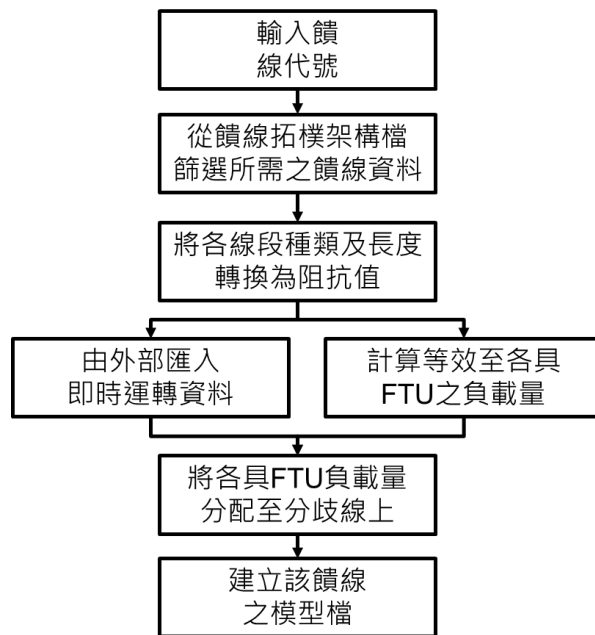 輸入饋
線代號
從饋線拓樸架構檔
篩選所需之饋線資料
將各線段種類及長度
轉換為阻抗值
由外部匯入
即時運轉資料
計算等效至各具
FTU之負載量
將各具FTU負載量
分配至分歧線上
建立該饋線
之模型檔